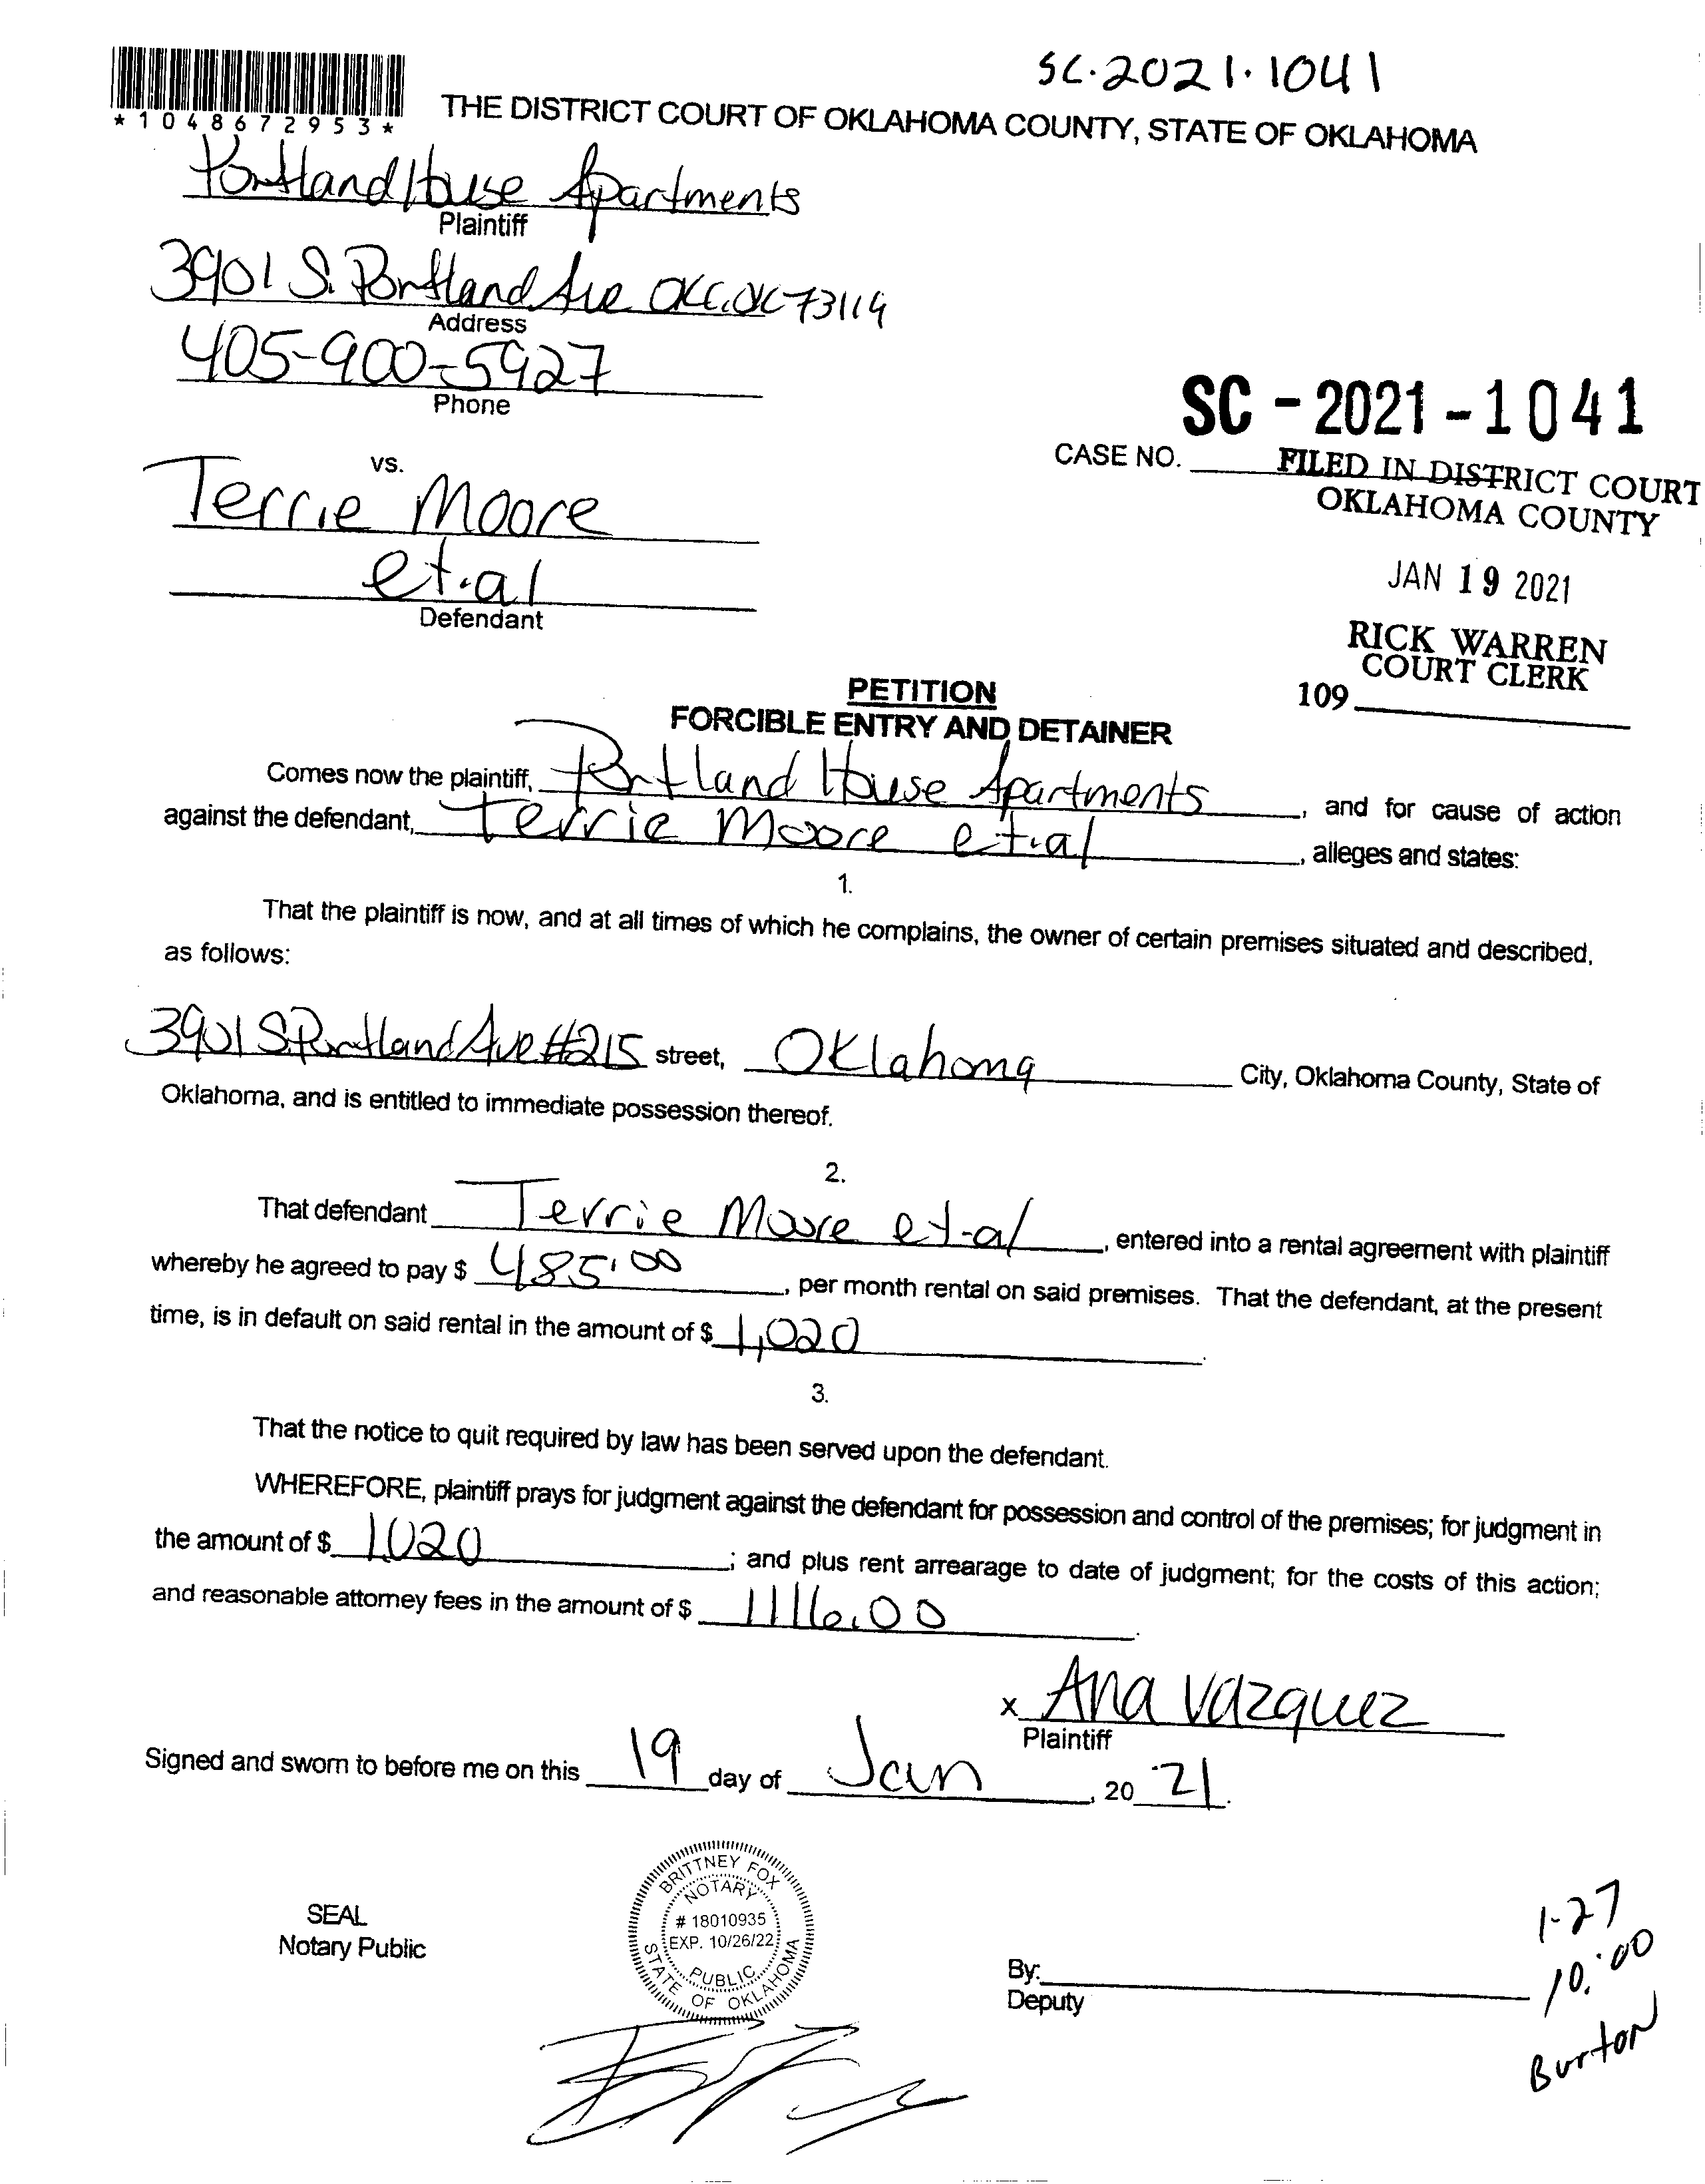 SC.2021.1041
*1048672953*
THE DISTRICT COURT OF OKLAHOMA COUNTY, STATE OF OKLAHOMA
Portland House Apartments
Plaintiff
3901 S. Portland Ave OKC.OK 73119
Address
405-900-5927
Phone
SC - 2021 - 1041
CASE NO.
FILED IN DISTRICT COURT
OKLAHOMA COUNTY
vs.
Terrie Moore
et.al
Defendant
JAN 19 2021
RICK WARREN
COURT CLERK
109
PETITION
FORCIBLE ENTRY AND DETAINER
Comes now the plaintiff, Portland House Apartments, and for cause of action
against the defendant, Terrie Moore et.al, alleges and states:
1.
That the plaintiff is now, and at all times of which he complains, the owner of certain premises situated and described,
as follows:
3901 S. Portland Ave #215 street, Oklahoma City, Oklahoma County, State of
Oklahoma, and is entitled to immediate possession thereof.
2.
That defendant Terrie Moore et-al, entered into a rental agreement with plaintiff
whereby he agreed to pay $ 485.00, per month rental on said premises. That the defendant, at the present
time, is in default on said rental in the amount of $ 1,020.
3.
That the notice to quit required by law has been served upon the defendant.
WHEREFORE, plaintiff prays for judgment against the defendant for possession and control of the premises; for judgment in
the amount of $ 1,020; and plus rent arrearage to date of judgment; for the costs of this action;
and reasonable attorney fees in the amount of $ 1116.00.
x Ana Vazquez
Plaintiff
Signed and sworn to before me on this 19 day of Jan, 20 21.
SEAL
Notary Public
BRITTNEY FOX
NOTARY
# 18010935
EXP. 10/26/22
PUBLIC
STATE OF OKLAHOMA
By:
Deputy
1-27
10:00
Burton